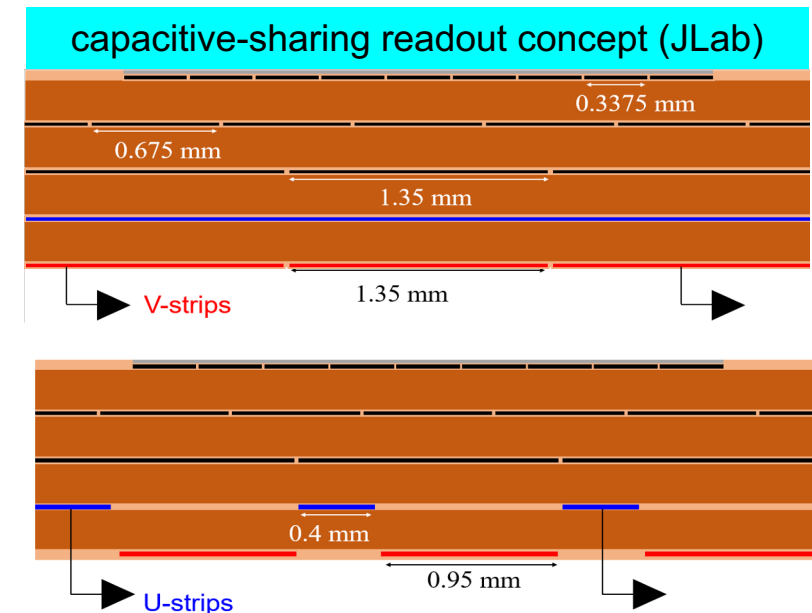 capacitive-sharing readout concept (JLab)
0.3375 mm
0.675 mm
1.35 mm
1.35 mm
V-strips
0.4 mm
0.95 mm
U-strips